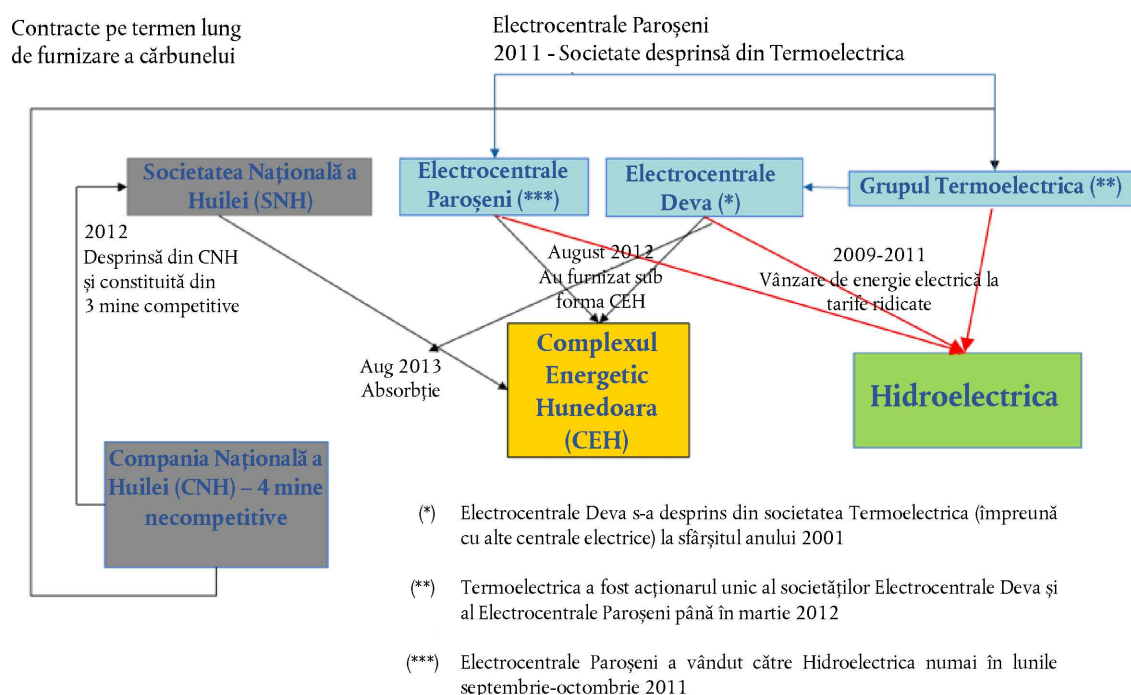 Contracte pe termen lung
de furnizare a cărbunelui
Electrocentrale Paroșeni
2011 - Societate desprinsă din Termoelectrica
Societatea Națională a
Huilei (SNH)
Electrocentrale
Paroșeni (***)
Electrocentrale
Deva (*)
Grupul Termoelectrica (**)
2012
Desprinsă din CNH
și constituită din
3 mine competitive
August 2012
Au furnizat sub
forma CEH
2009-2011
Vânzare de energie electrică la
tarife ridicate
Aug 2013
Absorbție
Complexul
Energetic
Hunedoara
(CEH)
Hidroelectrica
Compania Națională a
Huilei (CNH) – 4 mine
necompetitive
(*) Electrocentrale Deva s-a desprins din societatea Termoelectrica (împreună
cu alte centrale electrice) la sfârșitul anului 2001
(**) Termoelectrica a fost acționarul unic al societăților Electrocentrale Deva și
al Electrocentrale Paroșeni până în martie 2012
(***) Electrocentrale Paroșeni a vândut către Hidroelectrica numai în lunile
septembrie-octombrie 2011